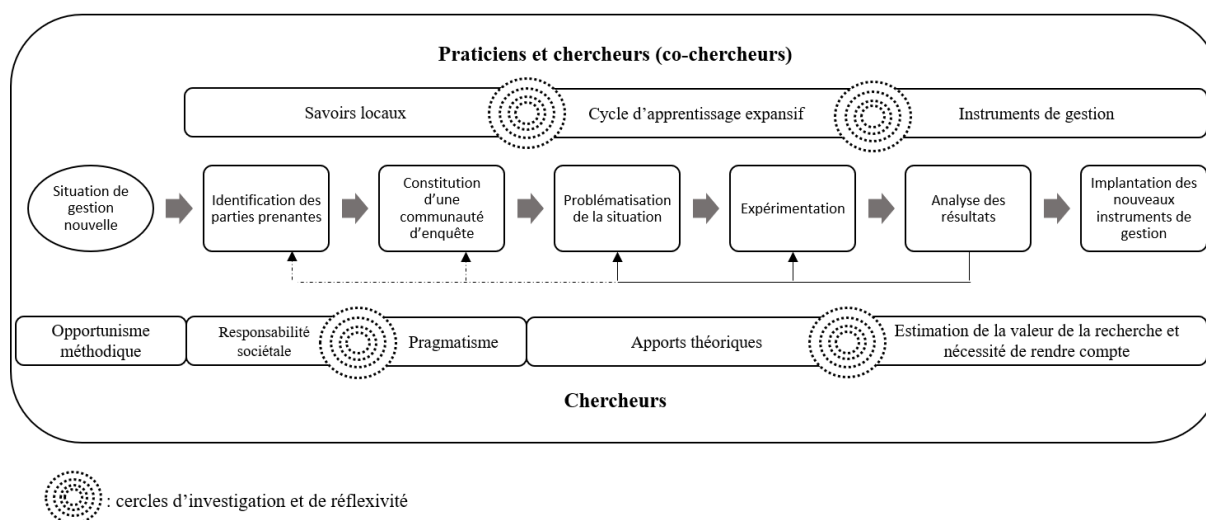 Praticiens et chercheurs (co-chercheurs)
Savoirs locaux
Cycle d’apprentissage expansif
Instruments de gestion
Situation de
gestion
nouvelle
Identification des
parties prenantes
Constitution
d’une
communauté
d’enquête
Problématisation
de la situation
Expérimentation
Analyse des
résultats
Implantation des
nouveaux
instruments de
gestion
Opportunisme
méthodique
Responsabilité
sociétale
Pragmatisme
Apports théoriques
Estimation de la valeur de la recherche et
nécessité de rendre compte
Chercheurs
: cercles d’investigation et de réflexivité